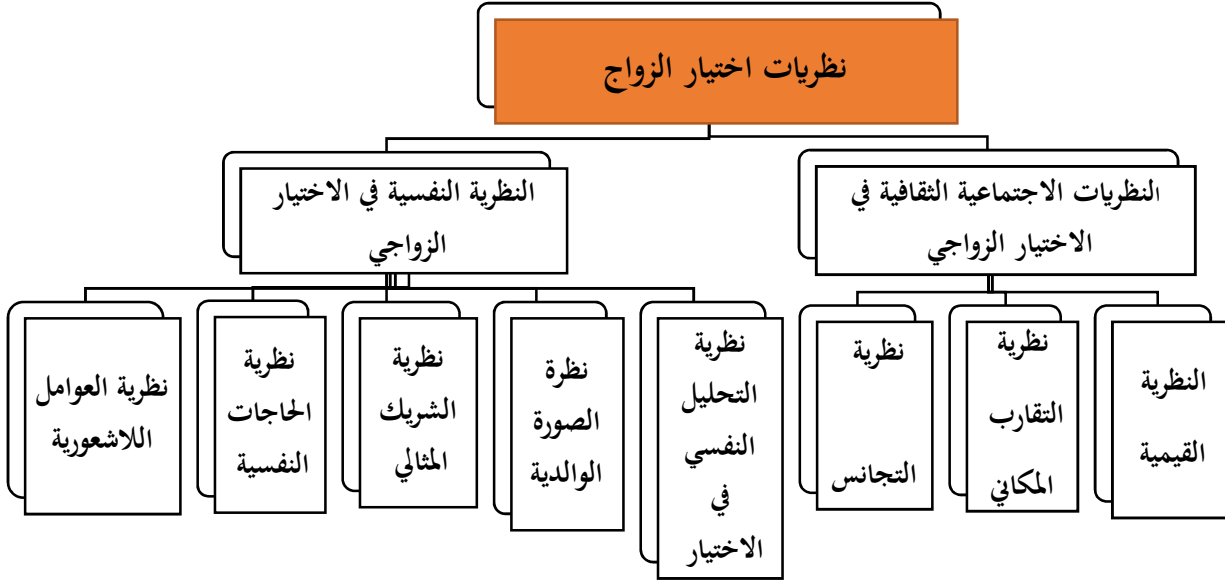 نظريات اختيار الزواج
النظريات الاجتماعية الثقافية في
الاختيار الزواجي
النظرية النفسية في الاختيار
الزواجي
النظرية
القيمية
نظرية
التقارب
المكاني
نظرية
التجانس
نظرية
التحليل
النفسي
في
الاختيار
نظرة
الصورة
الوالدية
نظرية
الشريك
المثالي
نظرية
الحاجات
النفسية
نظرية العوامل
اللاشعورية